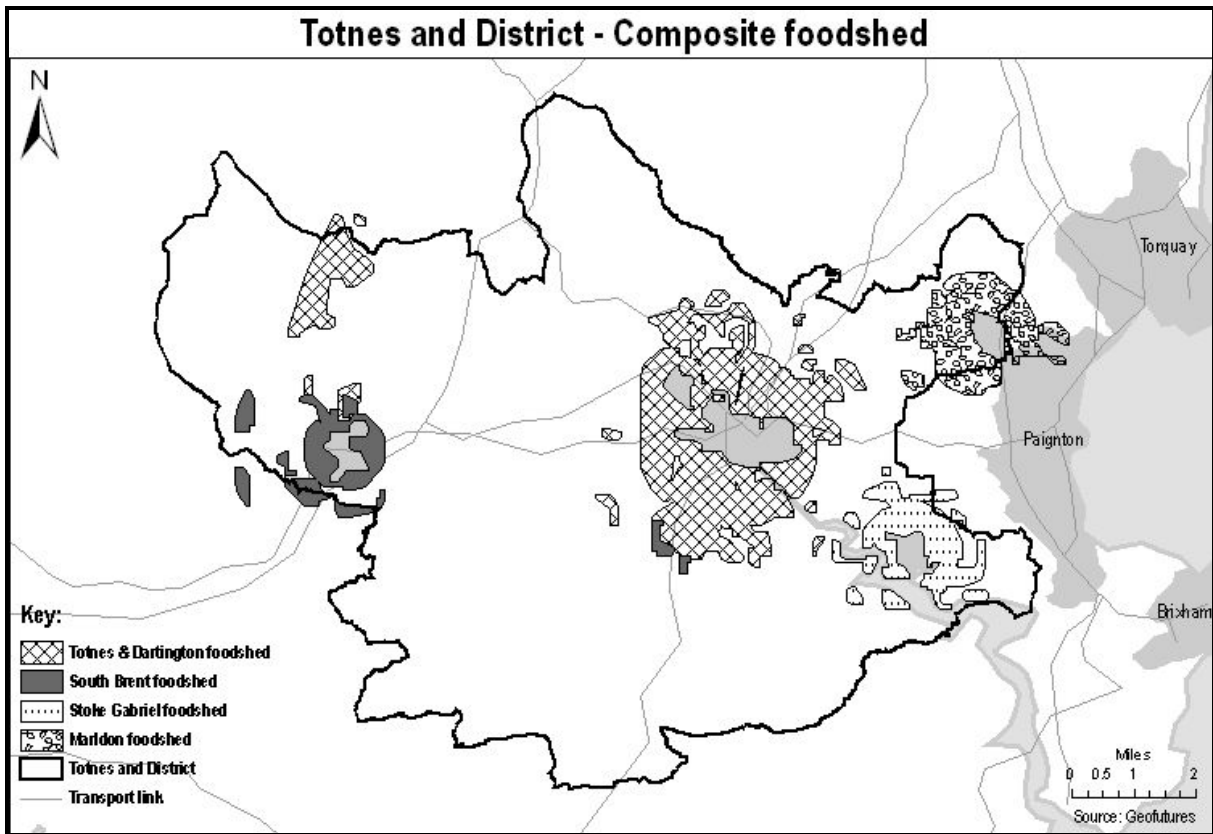 Totnes and District - Composite foodshed
N
Torquay
Paignton
Brixham
Key:
Totnes & Dartington foodshed
South Brent foodshed
Stoke Gabriel foodshed
Marldon foodshed
Totnes and District
Transport link
Miles
0 0.5 1 2
Source: Geofutures